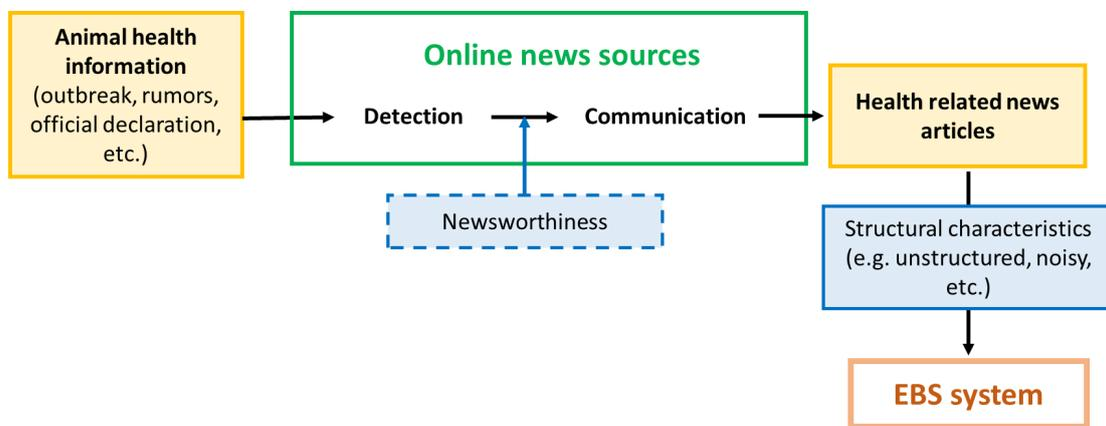 Animal health
information
(outbreak, rumors,
official declaration,
etc.)
Online news sources
Detection
Communication
Newsworthiness
Health related news
articles
Structural characteristics
(e.g. unstructured, noisy,
etc.)
EBS system